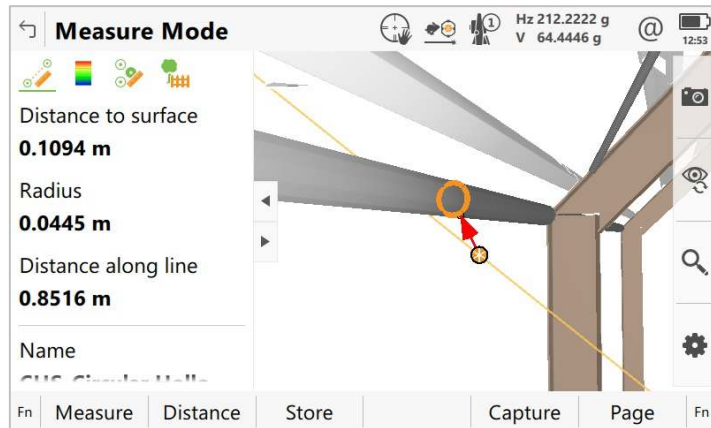 Measure Mode
1
Hz 212.2222 g
V 64.4446 g
@
12:53
Distance to surface
0.1094 m
Radius
0.0445 m
Distance along line
0.8516 m
Name
Fn Measure Distance Store Capture Page Fn